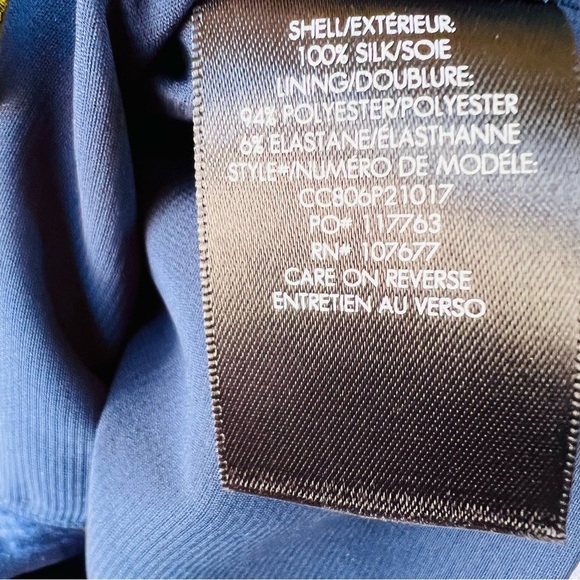 SHELL/EXTÉRIEUR:
100% SILK/SOIE
LINING/DOUBLURE:
94% POLYESTER/POLYESTER
6% ELASTANE/ÉLASTHANNE
STYLE#/NUMÉRO DE MODÉLE:
CC806P21017
PO# 117763
RN# 107677
CARE ON REVERSE
ENTRETIEN AU VERSO